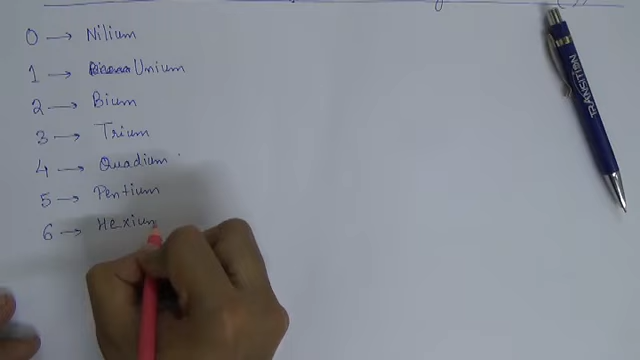 0 → Nilium
1 → Unium
2 → Bium
3 → Trium
4 → Quadium
5 → Pentium
6 → Hexium
TRANSITION